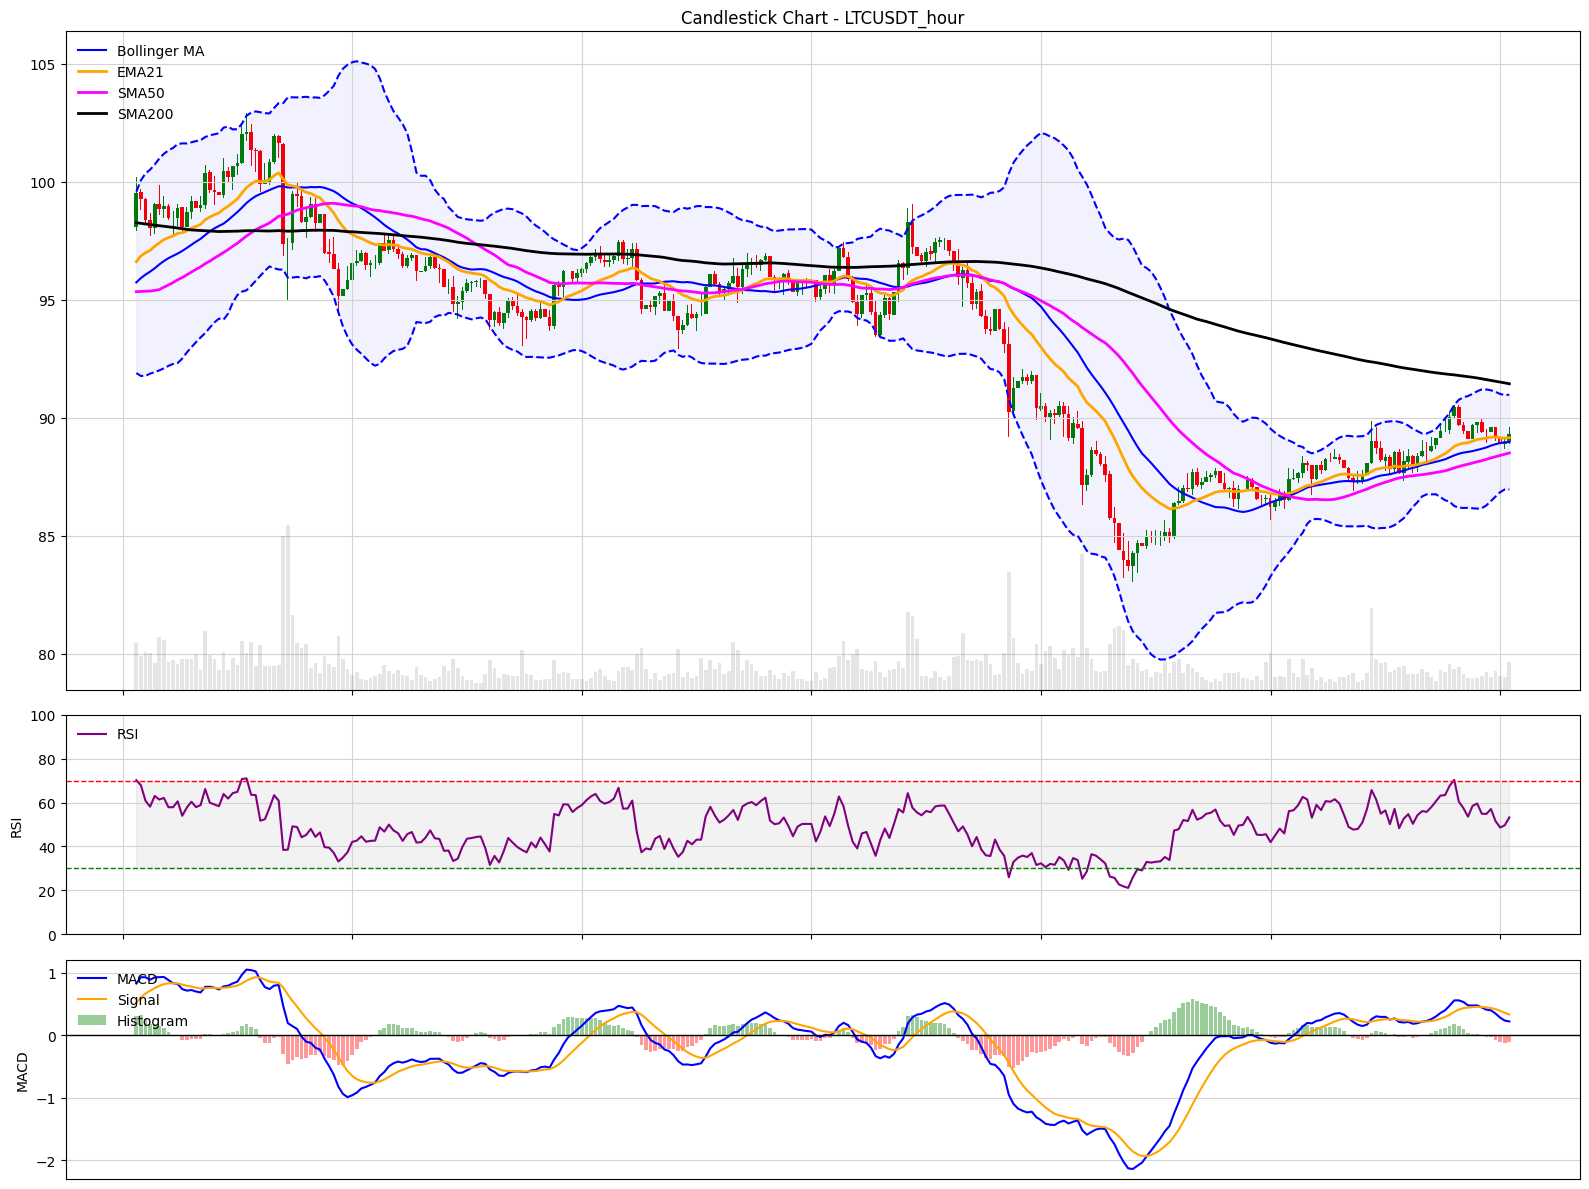 Candlestick Chart - LTCUSDT_hour
Bollinger MA
EMA21
SMA50
SMA200
105
100
95
90
85
80
RSI
100
80
60
40
20
0
RSI
MACD
Signal
Histogram
1
0
−1
−2
MACD